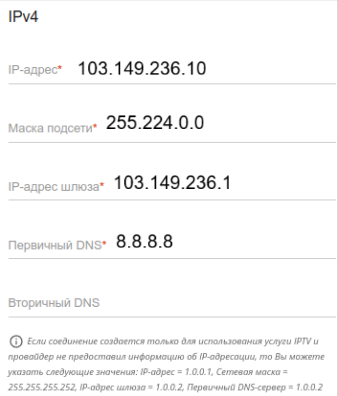 IPv4
IP-адрес* 103.149.236.10
Маска подсети* 255.224.0.0
IP-адрес шлюза* 103.149.236.1
Первичный DNS* 8.8.8.8
Вторичный DNS
Если соединение создается только для использования услуги IPTV и
провайдер не предоставил информацию об IP-адресации, то Вы можете
указать следующие значения: IP-адрес = 1.0.0.1, Сетевая маска =
255.255.255.252, IP-адрес шлюза = 1.0.0.2, Первичный DNS-сервер = 1.0.0.2